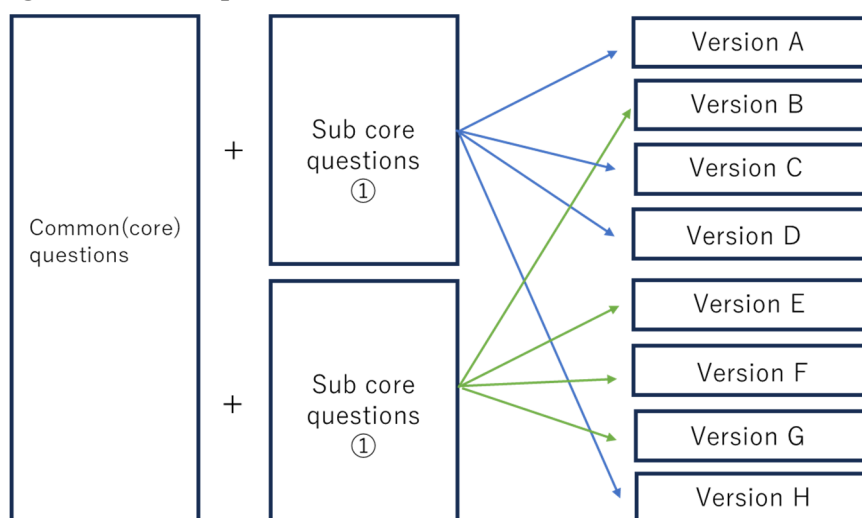 Common(core)
questions
+
Sub core
questions
①
+
Sub core
questions
①
Version A
Version B
Version C
Version D
Version E
Version F
Version G
Version H